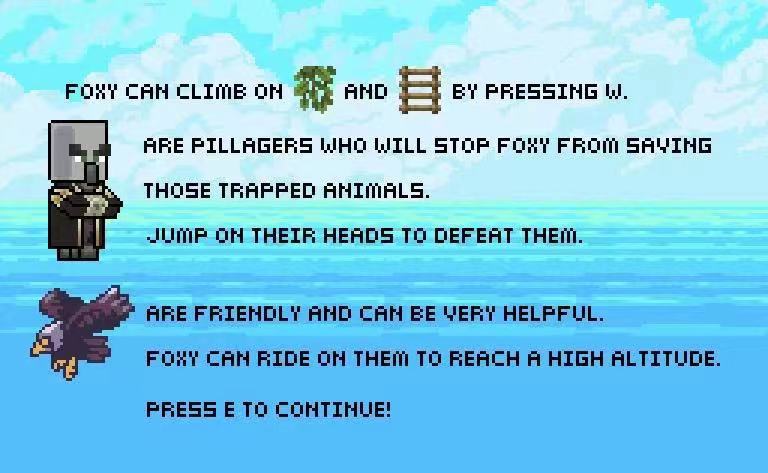 FOXY CAN CLIMB ON AND BY PRESSING W.
ARE PILLAGERS WHO WILL STOP FOXY FROM SAVING
THOSE TRAPPED ANIMALS.
JUMP ON THEIR HEADS TO DEFEAT THEM.
ARE FRIENDLY AND CAN BE VERY HELPFUL.
FOXY CAN RIDE ON THEM TO REACH A HIGH ALTITUDE.
PRESS E TO CONTINUE!